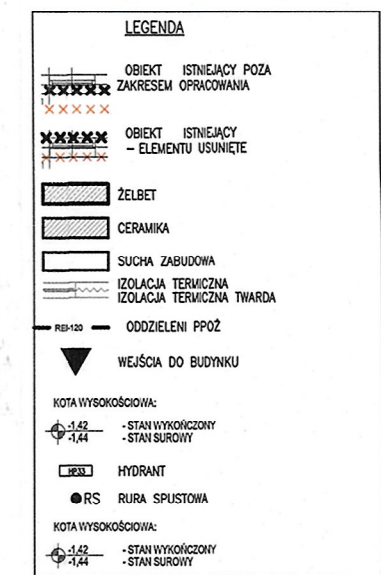 LEGENDA
OBIEKT ISTNIEJĄCY POZA
ZAKRESEM OPRACOWANIA
OBIEKT ISTNIEJĄCY
- ELEMENTU USUNIĘTE
ŻELBET
CERAMIKA
SUCHA ZABUDOWA
IZOLACJA TERMICZNA
IZOLACJA TERMICZNA TWARDA
REI-120 ODDZIELENI PPOŻ
WEJŚCIA DO BUDYNKU
KOTA WYSOKOŚCIOWA:
-1,42 - STAN WYKOŃCZONY
-1,44 - STAN SUROWY
HP33 HYDRANT
RS RURA SPUSTOWA
KOTA WYSOKOŚCIOWA:
-1,42 - STAN WYKOŃCZONY
-1,44 - STAN SUROWY